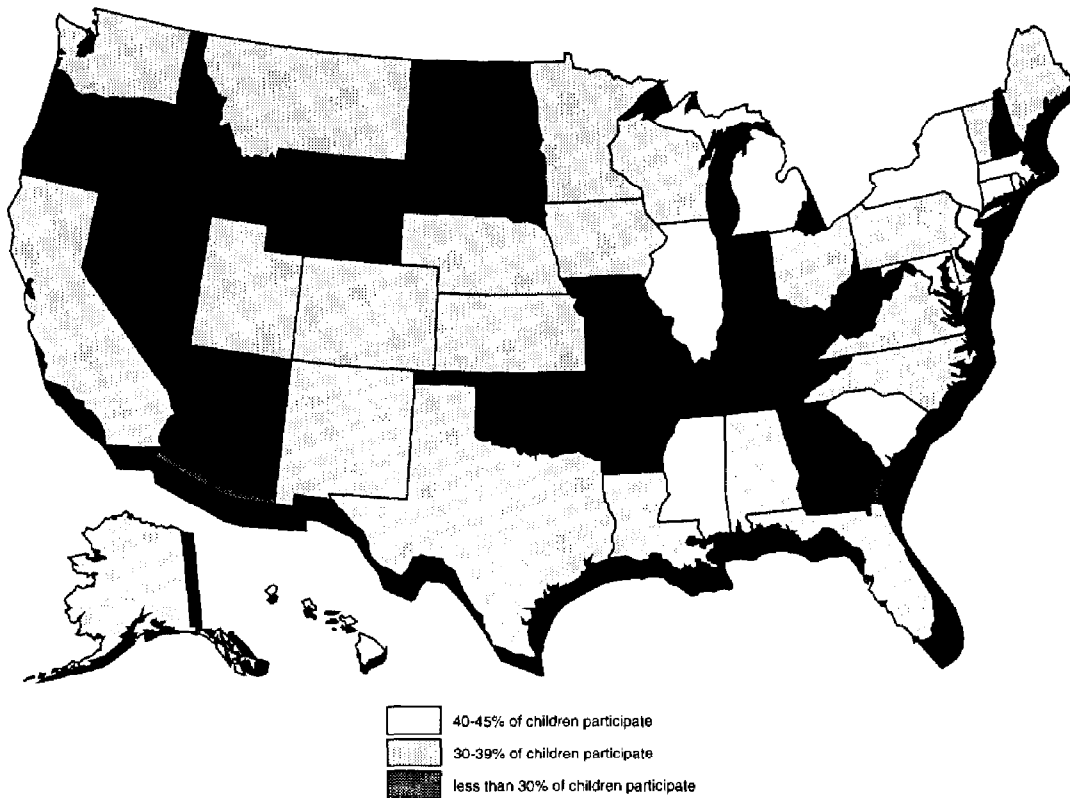 40-45% of children participate
30-39% of children participate
less than 30% of children participate